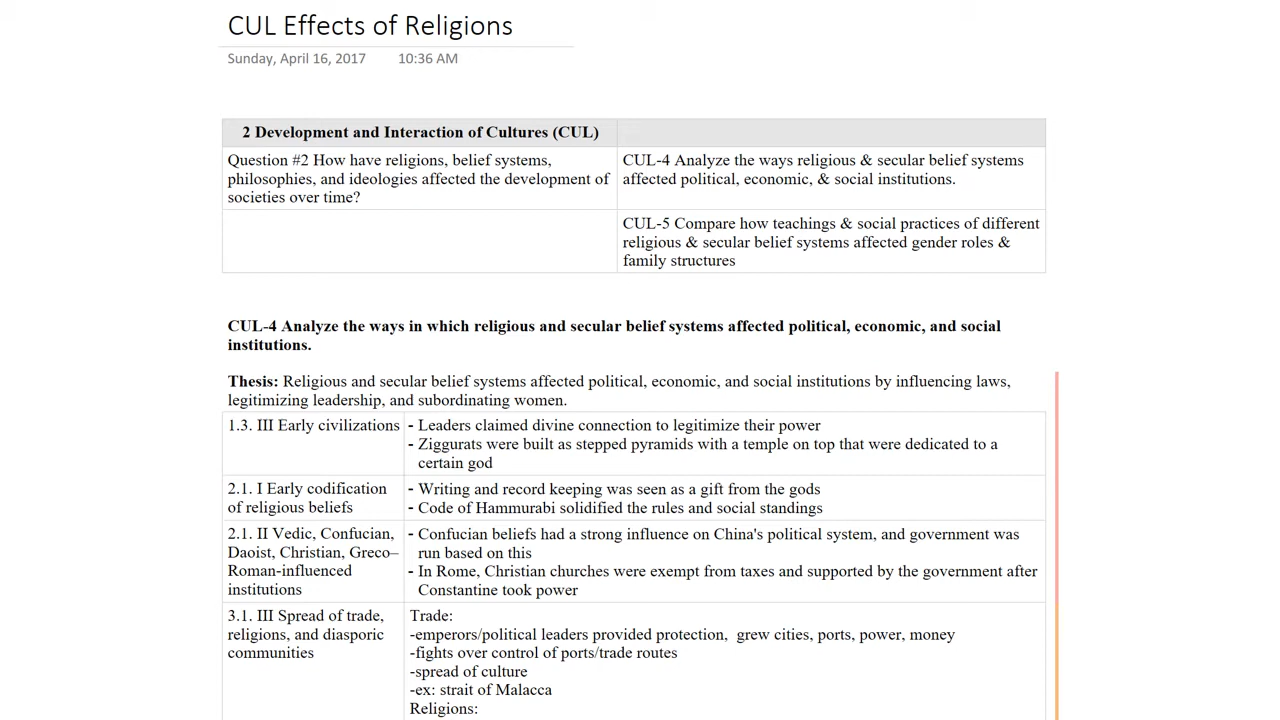 CUL Effects of Religions
Sunday, April 16, 2017 10:36 AM
2 Development and Interaction of Cultures (CUL)
Question #2 How have religions, belief systems,
philosophies, and ideologies affected the development of
societies over time?
CUL-4 Analyze the ways religious & secular belief systems
affected political, economic, & social institutions.
CUL-5 Compare how teachings & social practices of different
religious & secular belief systems affected gender roles &
family structures
CUL-4 Analyze the ways in which religious and secular belief systems affected political, economic, and social
institutions.
Thesis: Religious and secular belief systems affected political, economic, and social institutions by influencing laws,
legitimizing leadership, and subordinating women.
1.3. III Early civilizations
- Leaders claimed divine connection to legitimize their power
- Ziggurats were built as stepped pyramids with a temple on top that were dedicated to a
certain god
2.1. I Early codification
of religious beliefs
- Writing and record keeping was seen as a gift from the gods
- Code of Hammurabi solidified the rules and social standings
2.1. II Vedic, Confucian,
Daoist, Christian, Greco–
Roman-influenced
institutions
- Confucian beliefs had a strong influence on China's political system, and government was
run based on this
- In Rome, Christian churches were exempt from taxes and supported by the government after
Constantine took power
3.1. III Spread of trade,
religions, and diasporic
communities
Trade:
-emperors/political leaders provided protection, grew cities, ports, power, money
-fights over control of ports/trade routes
-spread of culture
-ex: strait of Malacca
Religions: